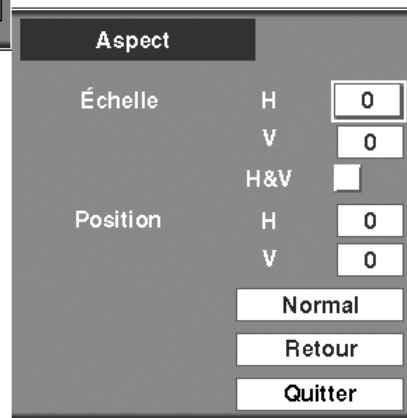 Aspect
Échelle H 0
V 0
H&V
Position H 0
V 0
Normal
Retour
Quitter